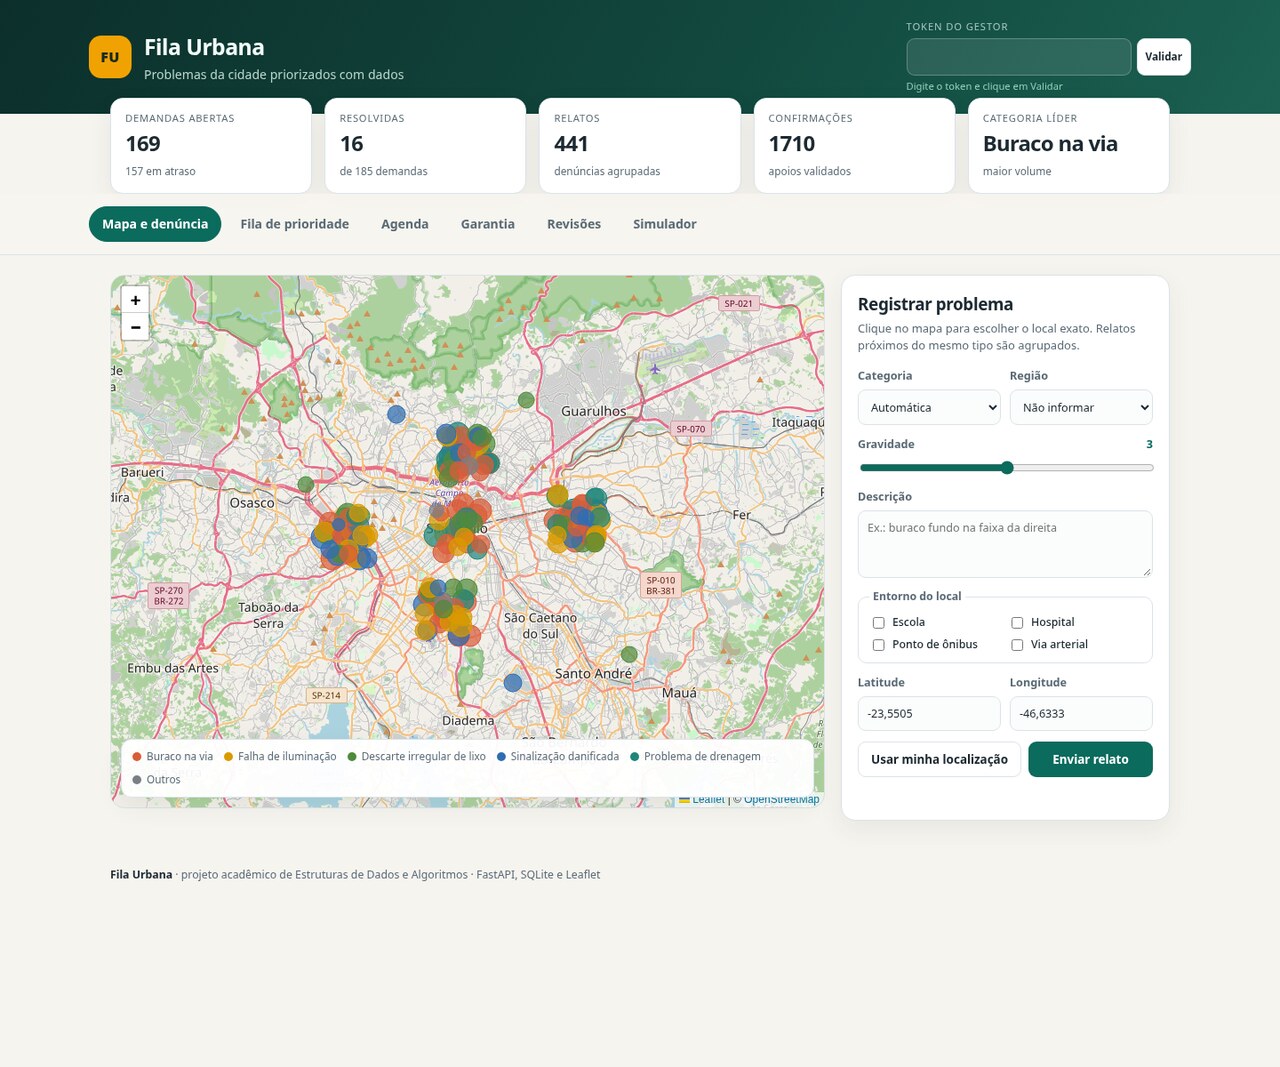 FU
Fila Urbana
Problemas da cidade priorizados com dados
TOKEN DO GESTOR
Validar
Digite o token e clique em Validar
DEMANDAS ABERTAS
169
157 em atraso
RESOLVIDAS
16
de 185 demandas
RELATOS
441
denúncias agrupadas
CONFIRMAÇÕES
1710
apoios validados
CATEGORIA LÍDER
Buraco na via
maior volume
Mapa e denúncia
Fila de prioridade
Agenda
Garantia
Revisões
Simulador
+
−
SP-021
Guarulhos
SP-070
Itaquaqu
Barueri
Osasco
Fer
SP-270
BR-272
SP-010
BR-381
Taboão da
Serra
São Caetano
do Sul
Embu das Artes
Santo André
SP-214
Mauá
Diadema
Buraco na via
Falha de iluminação
Descarte irregular de lixo
Sinalização danificada
Problema de drenagem
Outros
Leaflet | © OpenStreetMap
Registrar problema
Clique no mapa para escolher o local exato. Relatos
próximos do mesmo tipo são agrupados.
Categoria
Região
Automática
Não informar
Gravidade
3
Descrição
Ex.: buraco fundo na faixa da direita
Entorno do local
Escola
Hospital
Ponto de ônibus
Via arterial
Latitude
Longitude
-23,5505
-46,6333
Usar minha localização
Enviar relato
Fila Urbana · projeto acadêmico de Estruturas de Dados e Algoritmos · FastAPI, SQLite e Leaflet